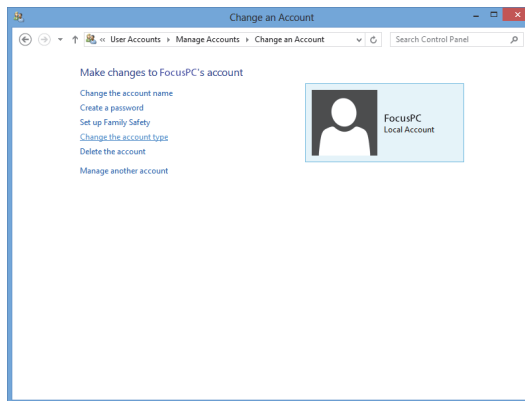 Change an Account
« User Accounts ▸ Manage Accounts ▸ Change an Account
Search Control Panel
Make changes to FocusPC's account
Change the account name
Create a password
Set up Family Safety
Change the account type
Delete the account
Manage another account
FocusPC
Local Account